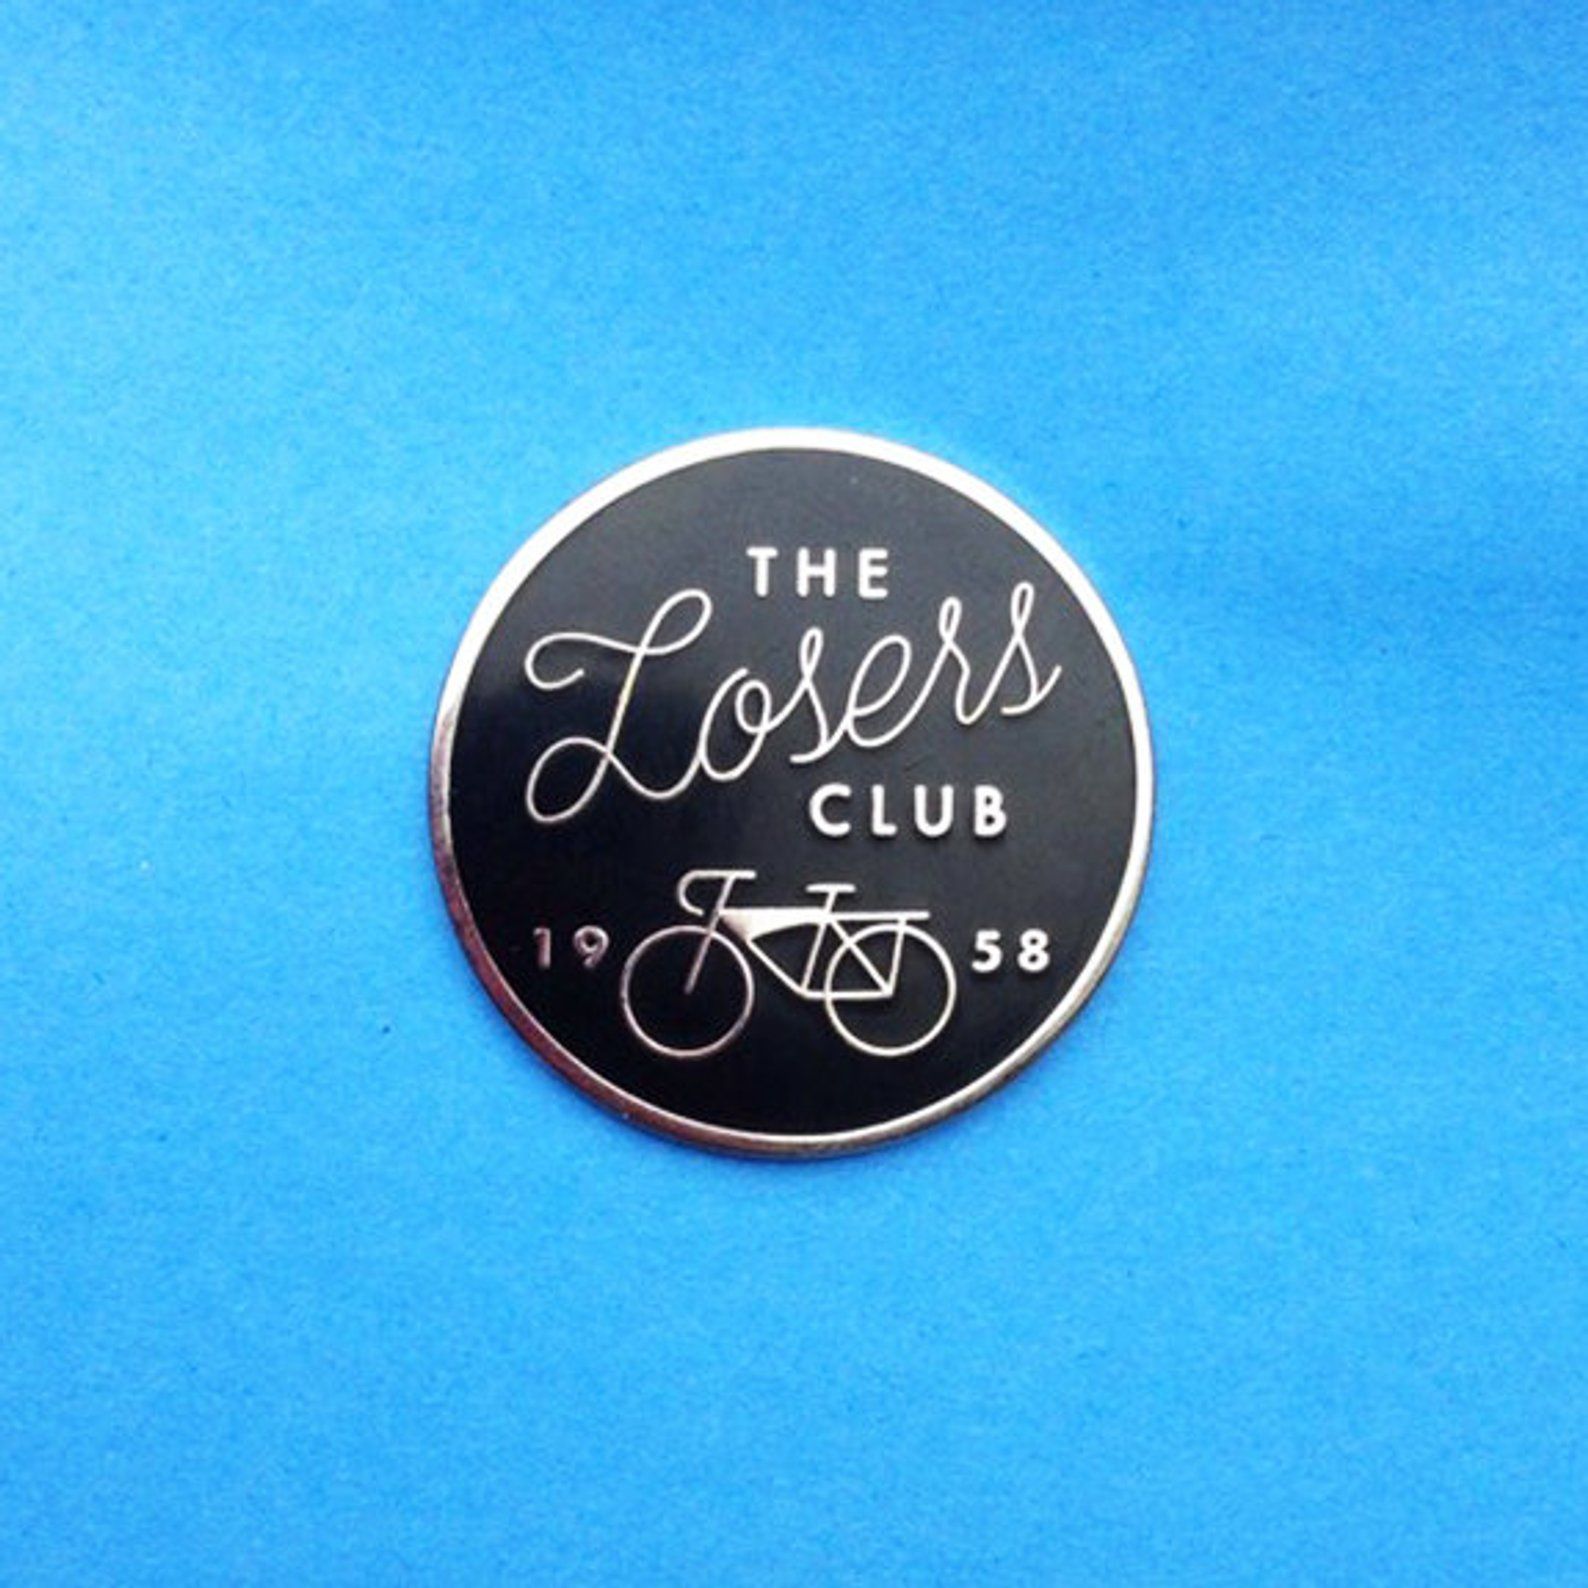 THE
Losers
CLUB
19 58